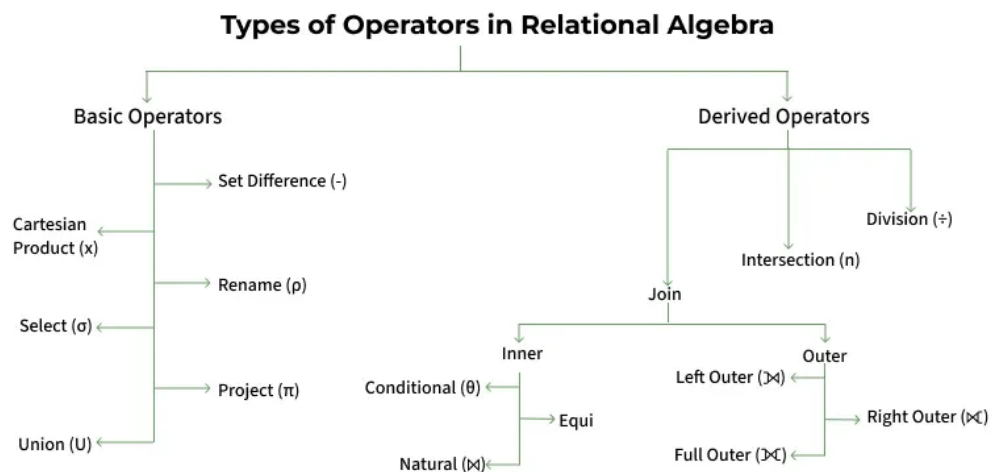 Types of Operators in Relational Algebra
Basic Operators
Derived Operators
Set Difference (-)
Cartesian
Product (x)
Rename (ρ)
Select (σ)
Project (π)
Union (U)
Division (÷)
Intersection (n)
Join
Inner
Outer
Conditional (θ)
Equi
Natural (⋈)
Left Outer (⟕)
Right Outer (⟖)
Full Outer (⟗)